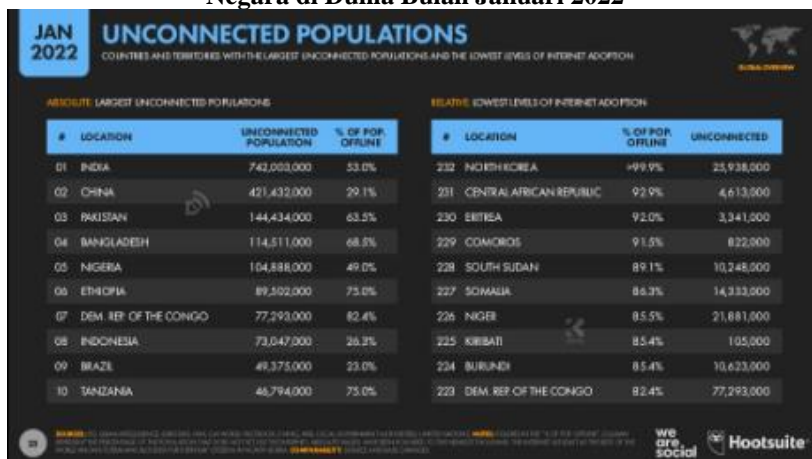 Negara di Dunia Bulan Januari 2022
JAN
2022
UNCONNECTED POPULATIONS
COUNTRIES AND TERRITORIES WITH THE LARGEST UNCONNECTED POPULATIONS AND THE LOWEST LEVELS OF INTERNET ADOPTION
GLOBAL OVERVIEW
ABSOLUTE: LARGEST UNCONNECTED POPULATIONS
# LOCATION UNCONNECTED POPULATION % OF POP. OFFLINE
01 INDIA 742,003,000 53.0%
02 CHINA 421,432,000 29.1%
03 PAKISTAN 144,434,000 63.5%
04 BANGLADESH 114,511,000 68.5%
05 NIGERIA 104,888,000 49.0%
06 ETHIOPIA 89,502,000 75.0%
07 DEM. REP. OF THE CONGO 77,293,000 82.4%
08 INDONESIA 73,047,000 26.3%
09 BRAZIL 49,375,000 23.0%
10 TANZANIA 46,794,000 75.0%
RELATIVE: LOWEST LEVELS OF INTERNET ADOPTION
# LOCATION % OF POP. OFFLINE UNCONNECTED
232 NORTH KOREA >99.9% 25,938,000
231 CENTRAL AFRICAN REPUBLIC 92.9% 4,613,000
230 ERITREA 92.0% 3,341,000
229 COMOROS 91.5% 822,000
228 SOUTH SUDAN 89.1% 10,248,000
227 SOMALIA 86.3% 14,333,000
226 NIGER 85.5% 21,881,000
225 KIRIBATI 85.4% 105,000
224 BURUNDI 85.4% 10,623,000
223 DEM. REP. OF THE CONGO 82.4% 77,293,000
SOURCES:
COMPARABILITY:
we
are
social
Hootsuite